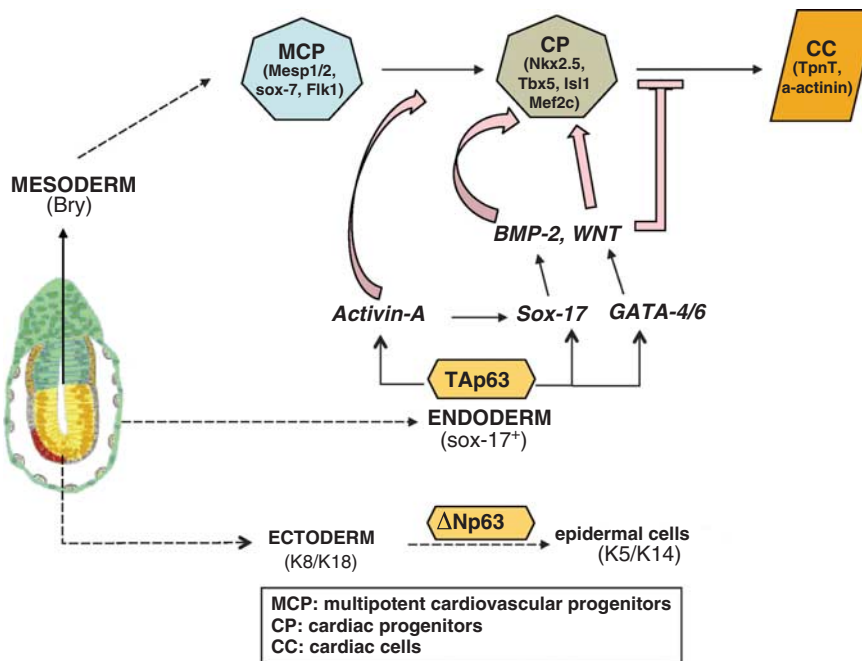 MCP
(Mesp1/2,
sox-7, Flk1)
CP
(Nkx2.5,
Tbx5, Isl1
Mef2c)
CC
(TpnT,
a-actinin)
MESODERM
(Bry)
BMP-2, WNT
Activin-A
Sox-17
GATA-4/6
TAp63
ENDODERM
(sox-17+)
ΔNp63
ECTODERM
(K8/K18)
epidermal cells
(K5/K14)
MCP: multipotent cardiovascular progenitors
CP: cardiac progenitors
CC: cardiac cells